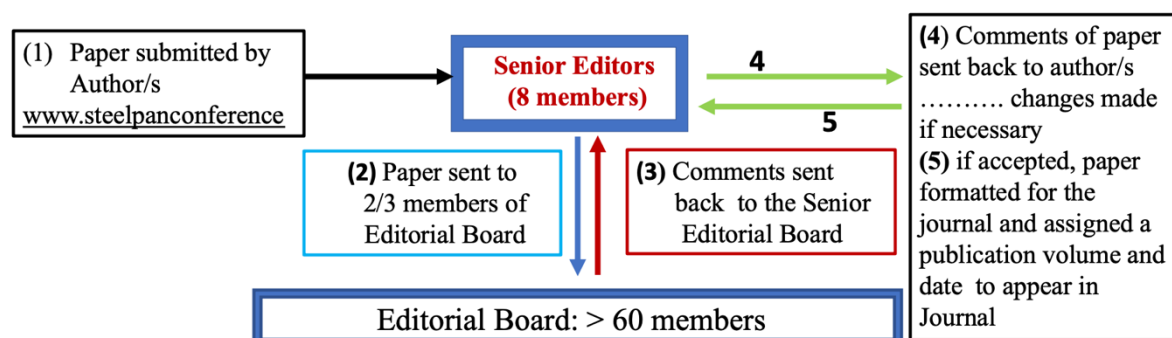 (1) Paper submitted by
Author/s
www.steelpanconference
Senior Editors
(8 members)
4
5
(2) Paper sent to
2/3 members of
Editorial Board
(3) Comments sent
back to the Senior
Editorial Board
(4) Comments of paper
sent back to author/s
………. changes made
if necessary
(5) if accepted, paper
formatted for the
journal and assigned a
publication volume and
date to appear in
Journal
Editorial Board: > 60 members